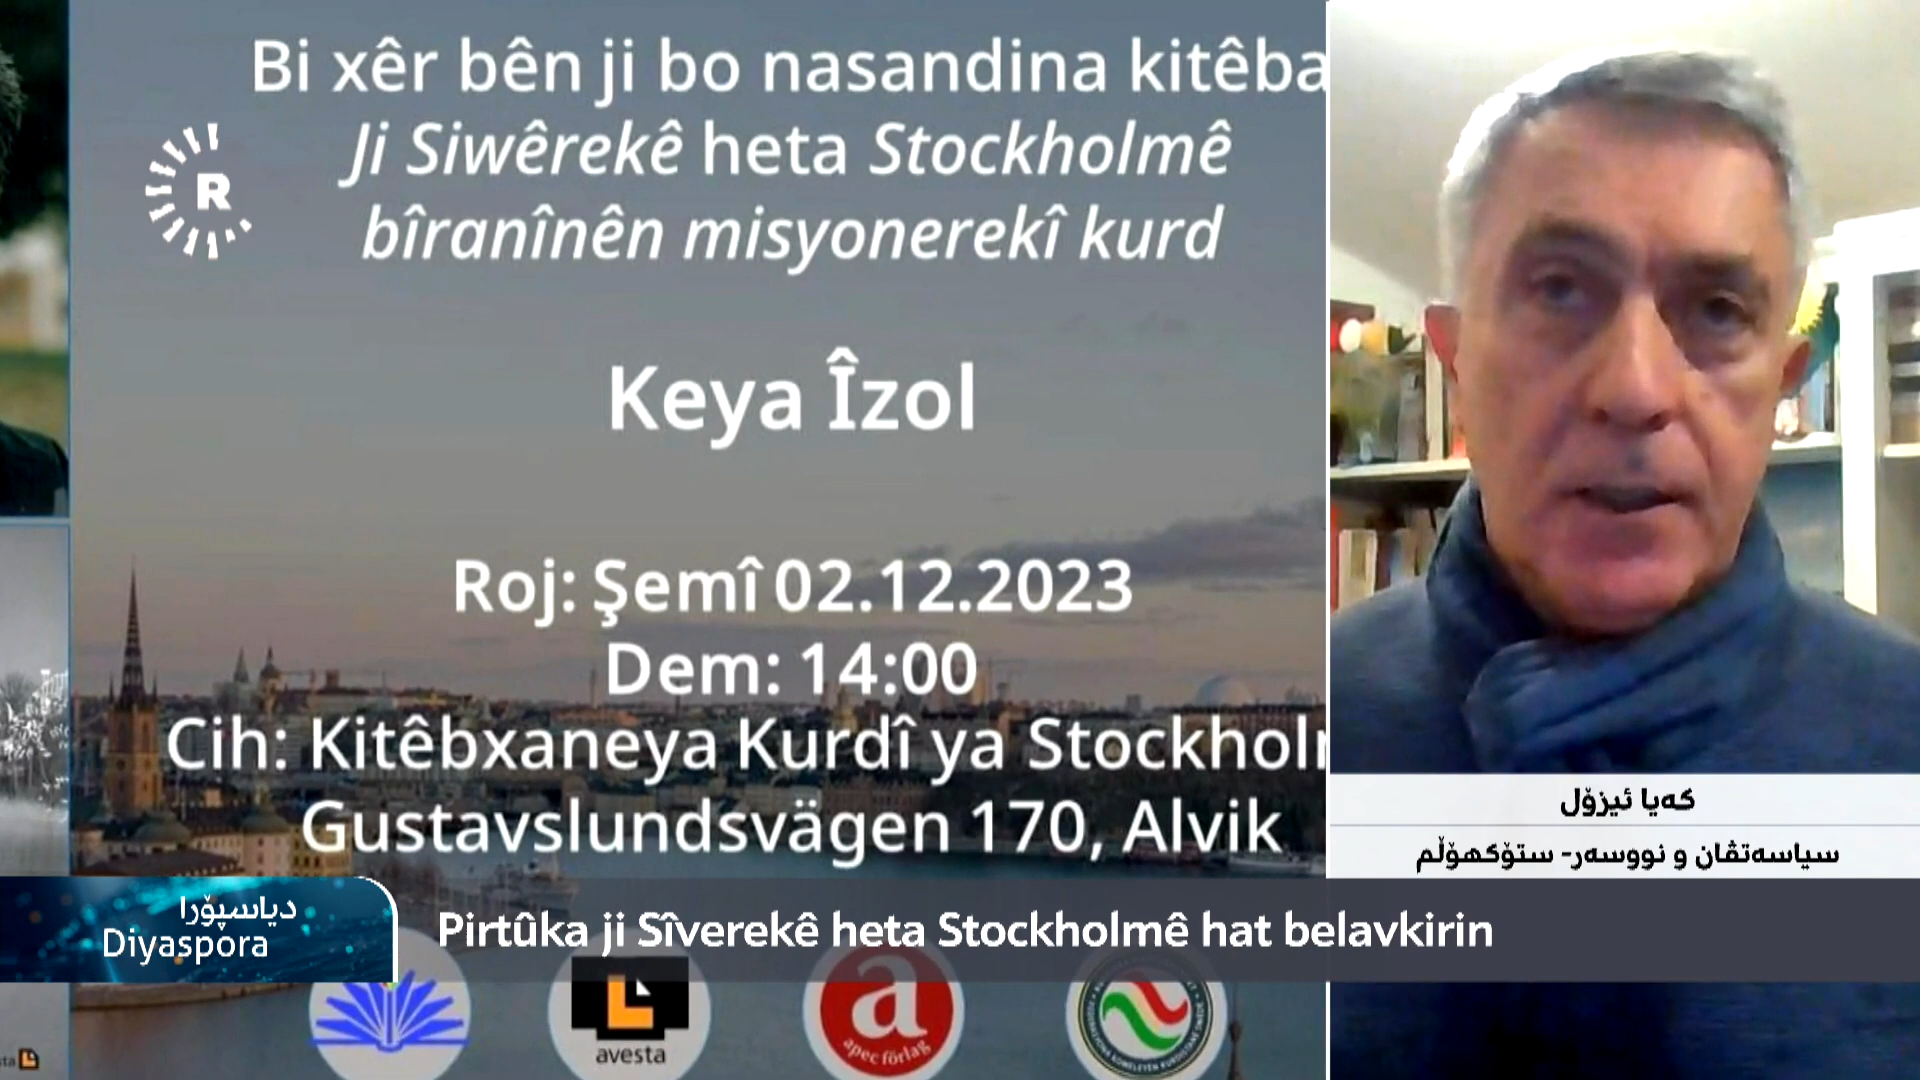 Bi xêr bên ji bo nasandina kitêba
Ji Siwêrekê heta Stockholmê
bîranînên misyonerekî kurd
R
Keya Îzol
Roj: Şemî 02.12.2023
Dem: 14:00
Cih: Kitêbxaneya Kurdî ya
Gustavslundsvägen 170, Alvik
کەیا ئیزۆل
سیاسەتڤان و نووسەر- ستۆکهۆڵم
دیاسپۆرا
Diyaspora
Pirtûka ji Sîverekê heta Stockholmê hat belavkirin
avesta
a
apec förlag